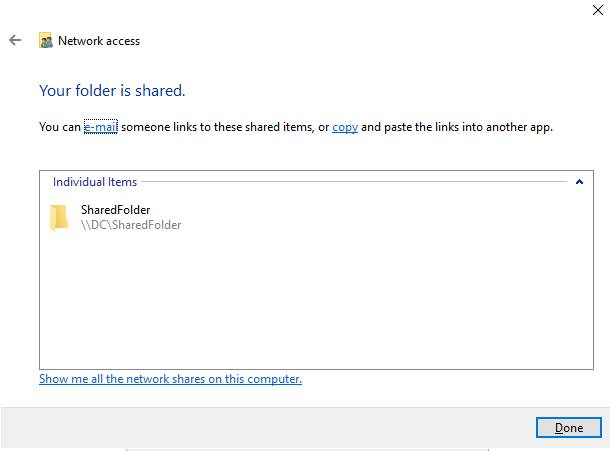 Network access
Your folder is shared.
You can e-mail someone links to these shared items, or copy and paste the links into another app.
Individual Items
SharedFolder
\\DC\SharedFolder
Show me all the network shares on this computer.
Done